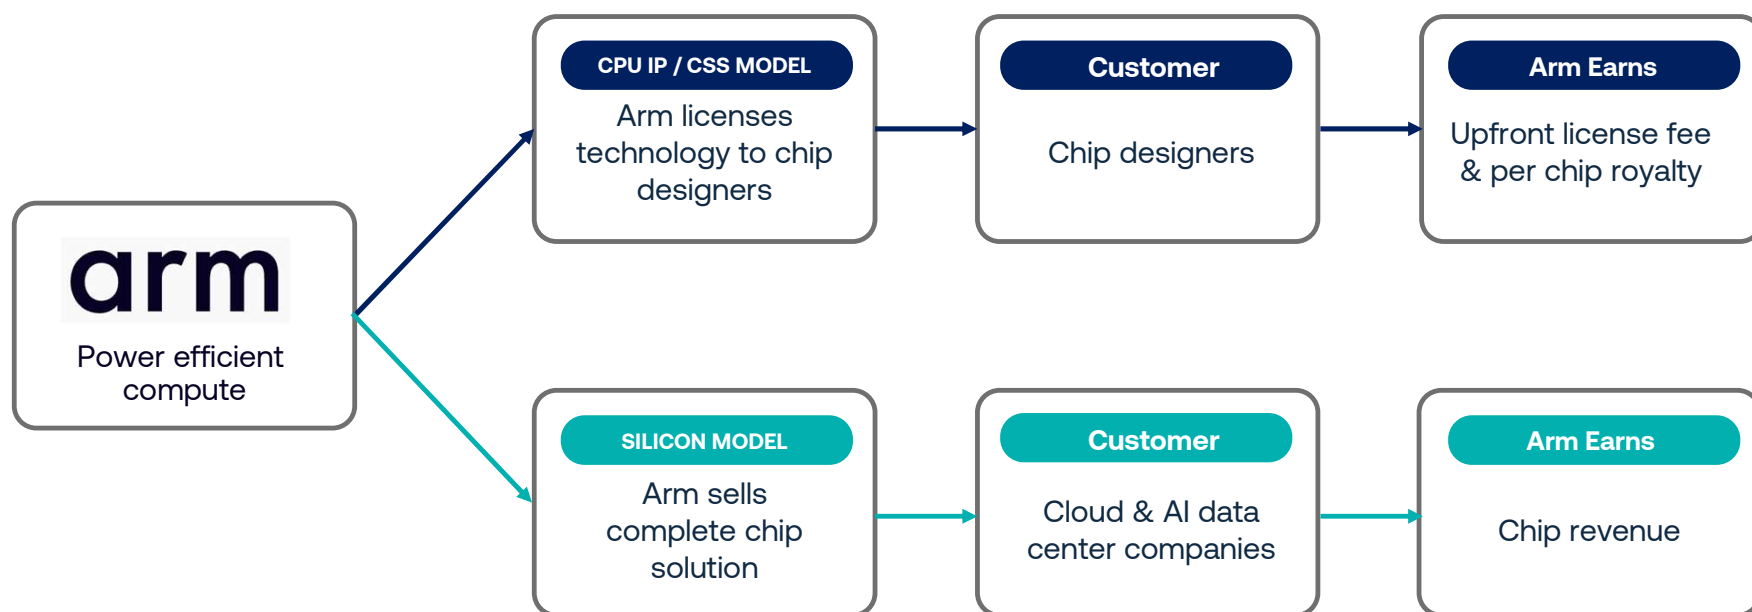 arm
Power efficient
compute
CPU IP / CSS MODEL
Arm licenses
technology to chip
designers
Customer
Chip designers
Arm Earns
Upfront license fee
& per chip royalty
SILICON MODEL
Arm sells
complete chip
solution
Customer
Cloud & AI data
center companies
Arm Earns
Chip revenue